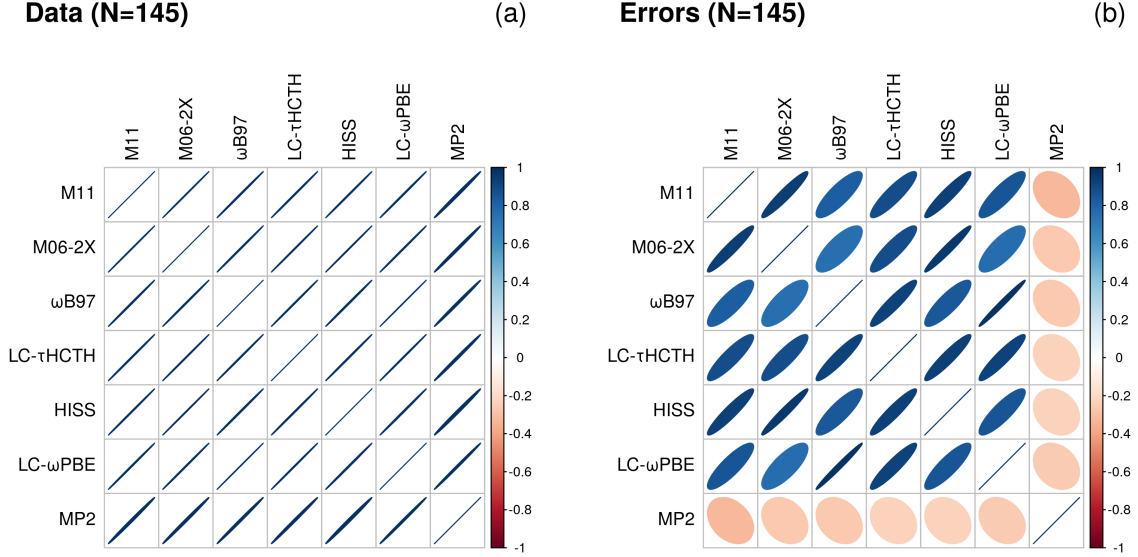 Data (N=145)
(a)
M11
M06-2X
ωB97
LC-τHCTH
HISS
LC-ωPBE
MP2
M11
M06-2X
ωB97
LC-τHCTH
HISS
LC-ωPBE
MP2
1
0.8
0.6
0.4
0.2
0
-0.2
-0.4
-0.6
-0.8
-1
Errors (N=145)
(b)
M11
M06-2X
ωB97
LC-τHCTH
HISS
LC-ωPBE
MP2
M11
M06-2X
ωB97
LC-τHCTH
HISS
LC-ωPBE
MP2
1
0.8
0.6
0.4
0.2
0
-0.2
-0.4
-0.6
-0.8
-1